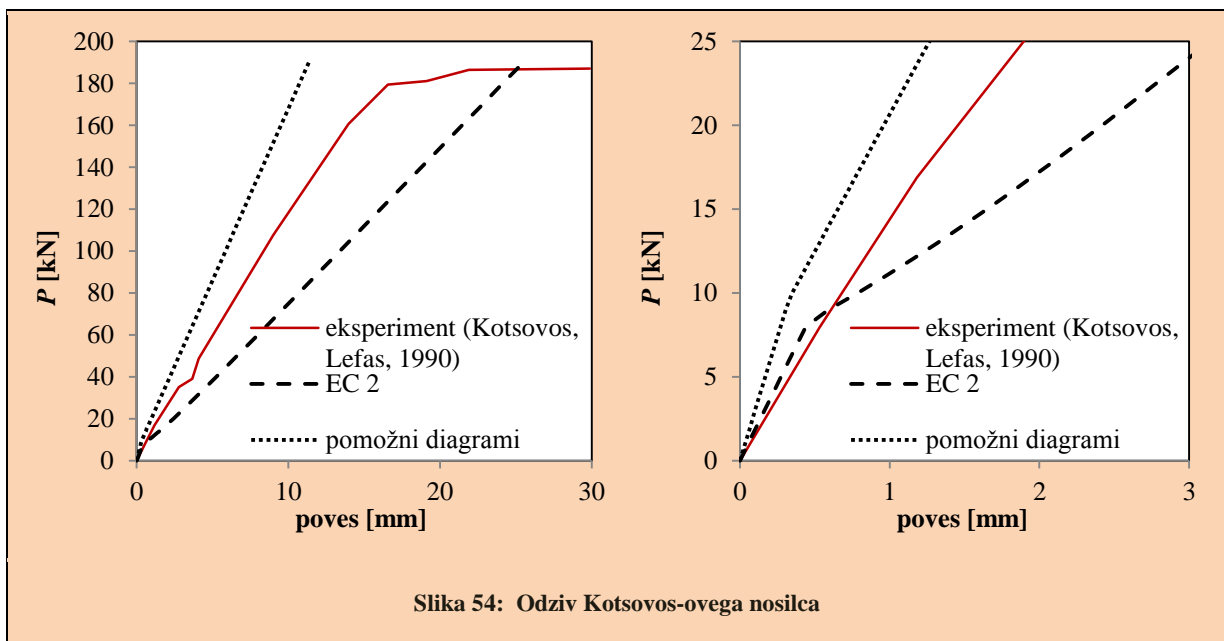 200
180
160
140
120
100
80
60
40
20
0
P [kN]
0 10 20 30
poves [mm]
eksperiment (Kotsovos,
Lefas, 1990)
EC 2
pomožni diagrami
25
20
15
10
5
0
P [kN]
0 1 2 3
poves [mm]
eksperiment (Kotsovos,
Lefas, 1990)
EC 2
pomožni diagrami
Slika 54: Odziv Kotsovos-ovega nosilca